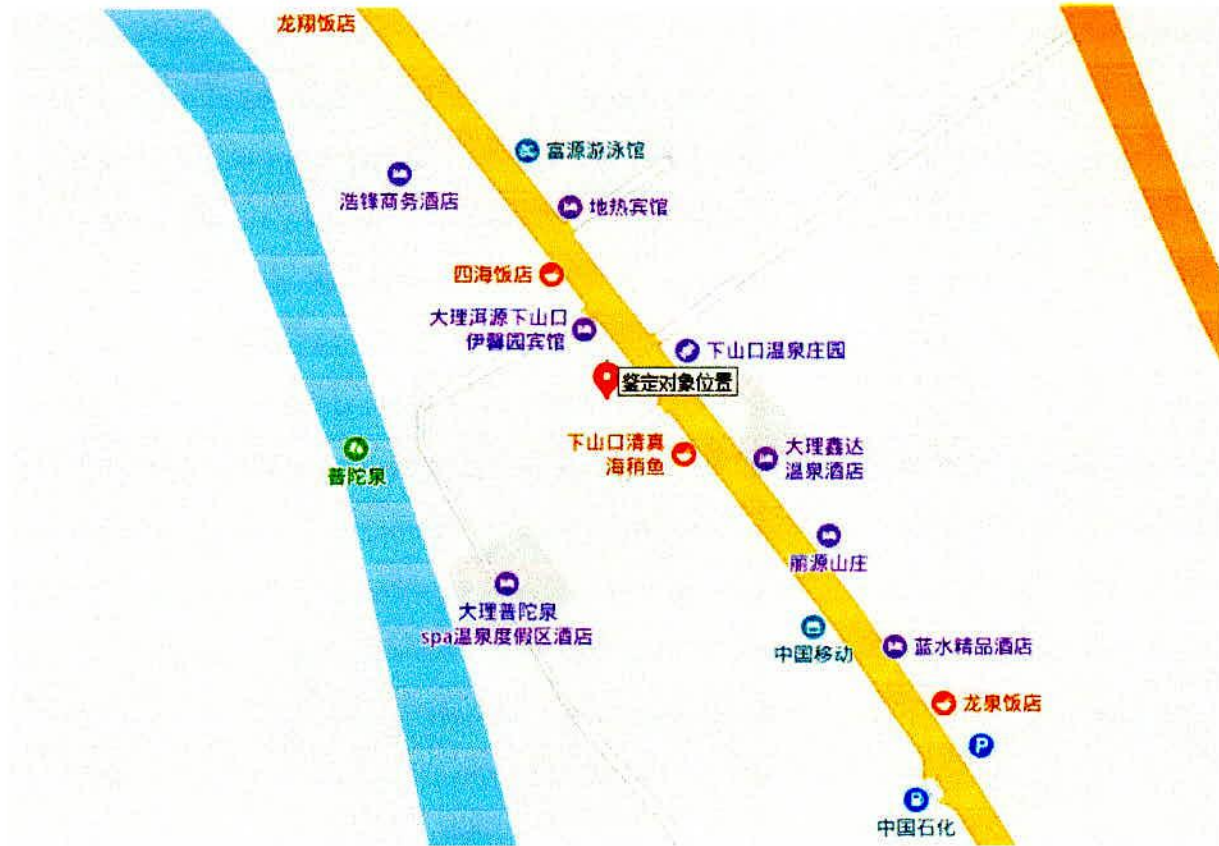 龙翔饭店
富源游泳馆
浩锋商务酒店
地热宾馆
四海饭店
大理洱源下山口
伊馨园宾馆
下山口温泉庄园
鉴定对象位置
下山口清真
海稍鱼
大理鑫达
温泉酒店
普陀泉
丽源山庄
大理普陀泉
spa温泉度假区酒店
中国移动
蓝水精品酒店
龙泉饭店
P
中国石化